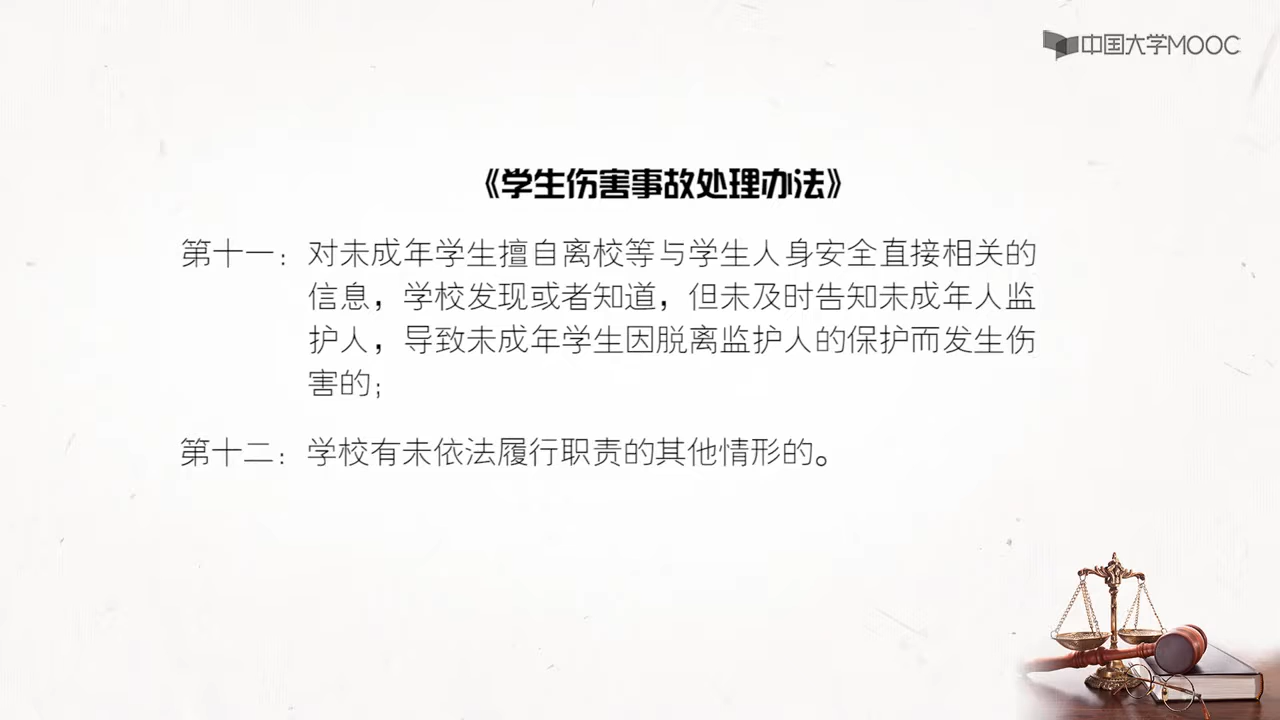 中国大学MOOC
《学生伤害事故处理办法》
第十一：对未成年学生擅自离校等与学生人身安全直接相关的
信息，学校发现或者知道，但未及时告知未成年人监
护人，导致未成年学生因脱离监护人的保护而发生伤
害的；
第十二：学校有未依法履行职责的其他情形的。